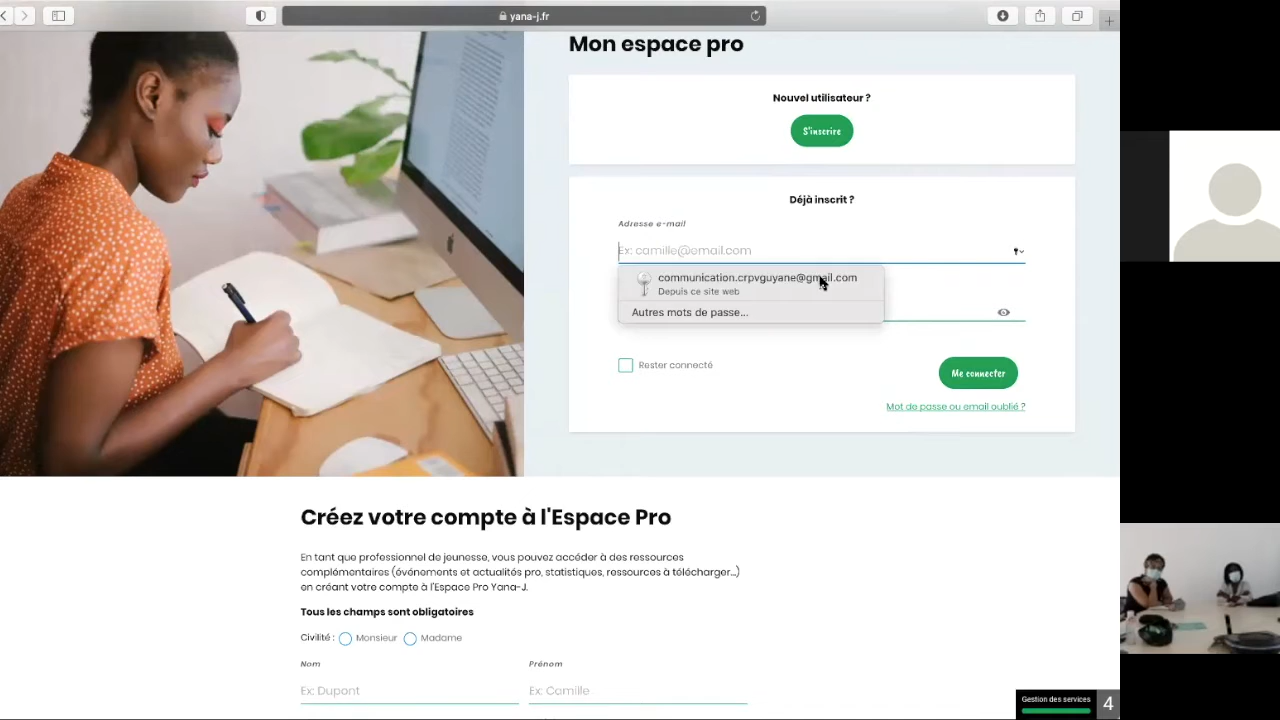 yana-j.fr
Mon espace pro
Nouvel utilisateur ?
S'inscrire
Déjà inscrit ?
Adresse e-mail
Ex: camille@email.com
communication.crpvguyane@gmail.com
Depuis ce site web
Autres mots de passe...
Rester connecté
Me connecter
Mot de passe ou email oublié ?
Créez votre compte à l'Espace Pro
En tant que professionnel de jeunesse, vous pouvez accéder à des ressources
complémentaires (événements et actualités pro, statistiques, ressources à télécharger...)
en créant votre compte à l'Espace Pro Yana-J.
Tous les champs sont obligatoires
Civilité : Monsieur Madame
Nom Prénom
Ex: Dupont Ex: Camille
Gestion des services 4